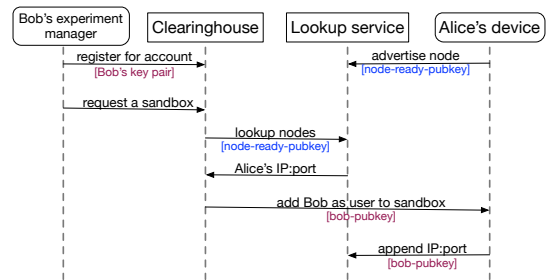 Bob's experiment
manager
Clearinghouse
Lookup service
Alice's device
register for account
[Bob's key pair]
advertise node
[node-ready-pubkey]
request a sandbox
lookup nodes
[node-ready-pubkey]
Alice's IP:port
add Bob as user to sandbox
[bob-pubkey]
append IP:port
[bob-pubkey]